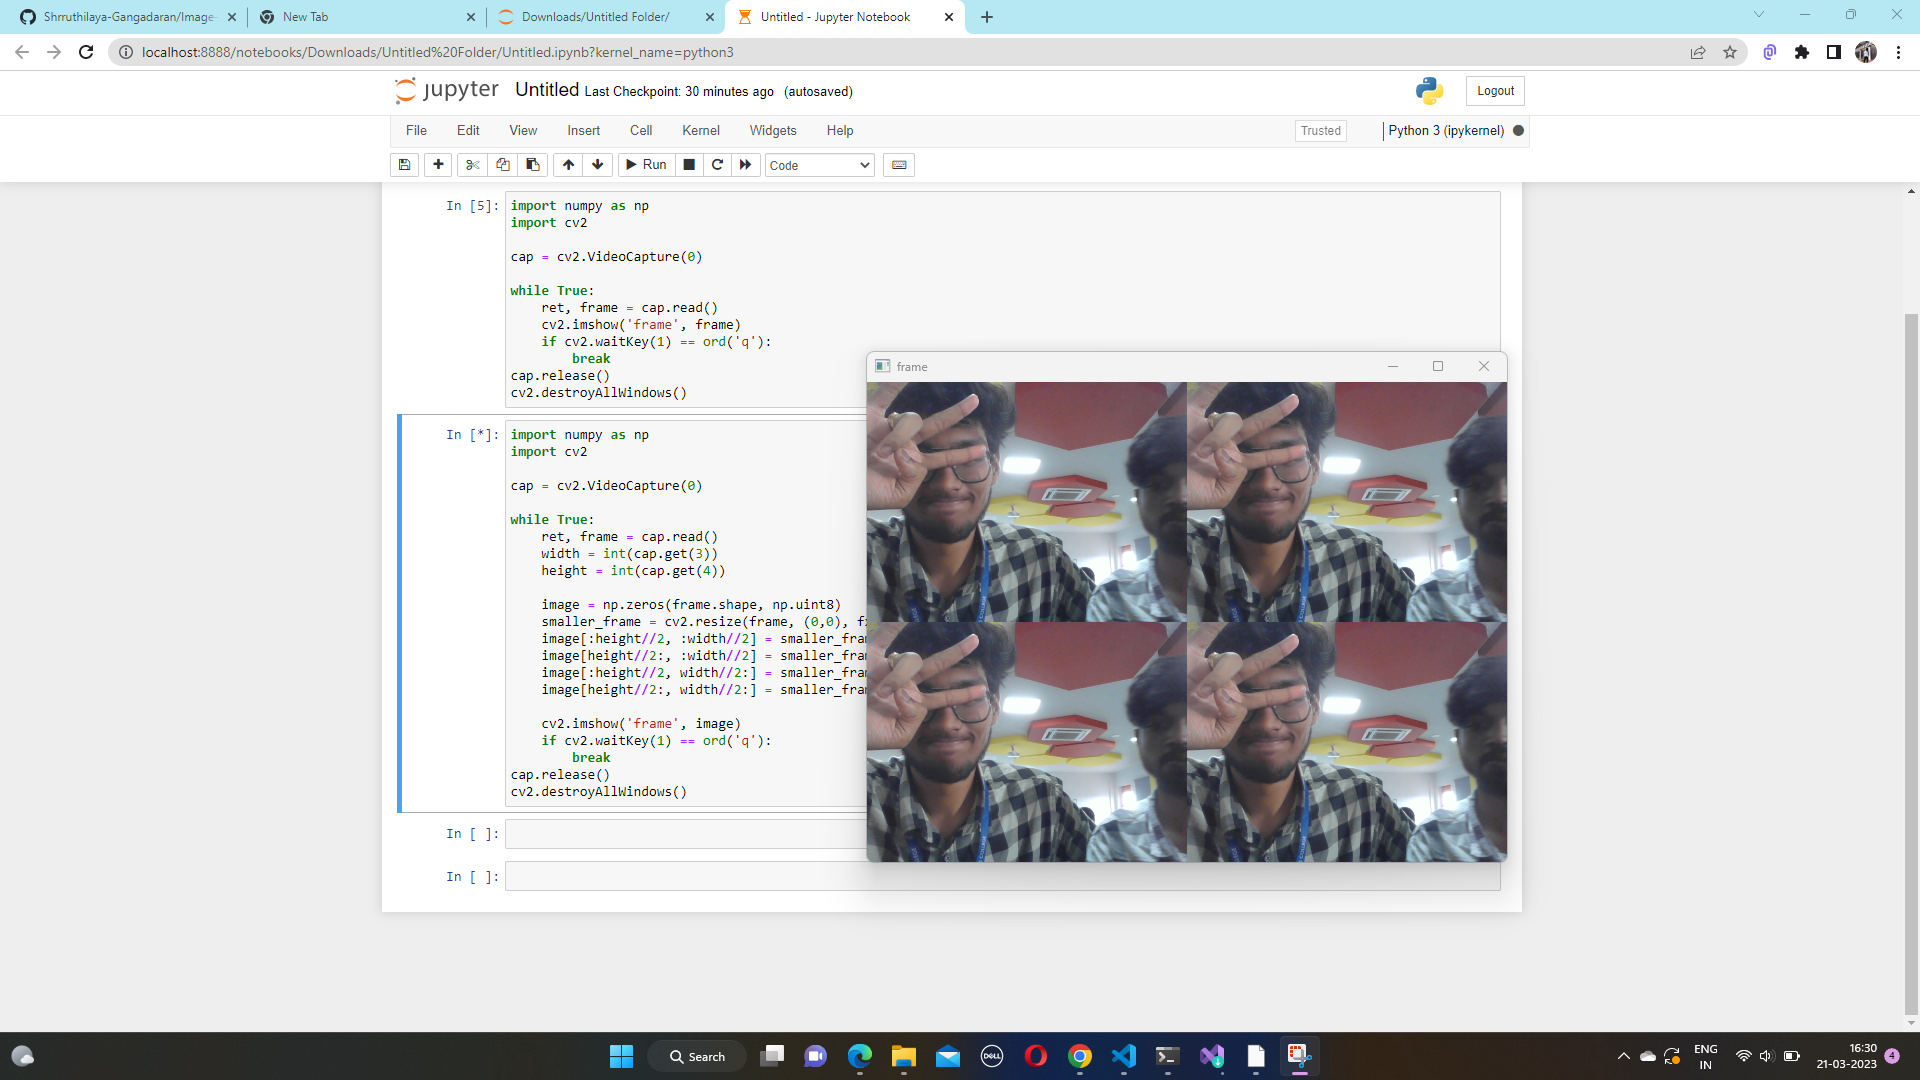 Shrruthilaya-Gangadaran/Image-
New Tab
Downloads/Untitled Folder/
Untitled - Jupyter Notebook
localhost:8888/notebooks/Downloads/Untitled%20Folder/Untitled.ipynb?kernel_name=python3
jupyter Untitled Last Checkpoint: 30 minutes ago (autosaved)
Logout
File Edit View Insert Cell Kernel Widgets Help
Trusted
Python 3 (ipykernel)
Run
Code
In [5]:
import numpy as np
import cv2
cap = cv2.VideoCapture(0)
while True:
    ret, frame = cap.read()
    cv2.imshow('frame', frame)
    if cv2.waitKey(1) == ord('q'):
        break
cap.release()
cv2.destroyAllWindows()
frame
In [*]:
import numpy as np
import cv2
cap = cv2.VideoCapture(0)
while True:
    ret, frame = cap.read()
    width = int(cap.get(3))
    height = int(cap.get(4))
    image = np.zeros(frame.shape, np.uint8)
    smaller_frame = cv2.resize(frame, (0,0), f
    image[:height//2, :width//2] = smaller_fra
    image[height//2:, :width//2] = smaller_fra
    image[:height//2, width//2:] = smaller_fra
    image[height//2:, width//2:] = smaller_fra
    cv2.imshow('frame', image)
    if cv2.waitKey(1) == ord('q'):
        break
cap.release()
cv2.destroyAllWindows()
In [ ]:
In [ ]:
Search
DELL
ENG
IN
16:30
21-03-2023
4